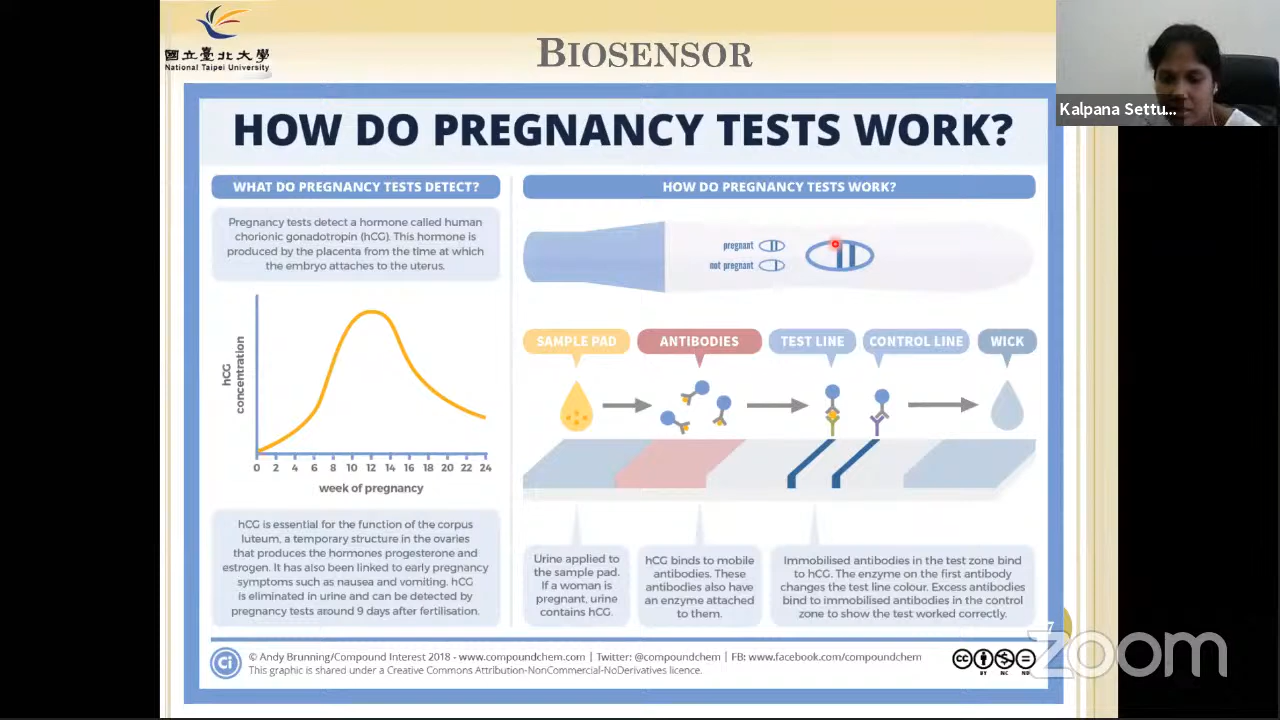 國立臺北大學
National Taipei University
BIOSENSOR
Kalpana Settu...
HOW DO PREGNANCY TESTS WORK?
WHAT DO PREGNANCY TESTS DETECT?
Pregnancy tests detect a hormone called human
chorionic gonadotropin (hCG). This hormone is
produced by the placenta from the time at which
the embryo attaches to the uterus.
hCG
concentration
0 2 4 6 8 10 12 14 16 18 20 22 24
week of pregnancy
hCG is essential for the function of the corpus
luteum, a temporary structure in the ovaries
that produces the hormones progesterone and
estrogen. It has also been linked to early pregnancy
symptoms such as nausea and vomiting. hCG
is eliminated in urine and can be detected by
pregnancy tests around 9 days after fertilisation.
HOW DO PREGNANCY TESTS WORK?
pregnant
not pregnant
SAMPLE PAD
ANTIBODIES
TEST LINE
CONTROL LINE
WICK
Urine applied to
the sample pad.
If a woman is
pregnant, urine
contains hCG.
hCG binds to mobile
antibodies. These
antibodies also have
an enzyme attached
to them.
Immobilised antibodies in the test zone bind
to hCG. The enzyme on the first antibody
changes the test line colour. Excess antibodies
bind to immobilised antibodies in the control
zone to show the test worked correctly.
7
Ci
© Andy Brunning/Compound Interest 2018 - www.compoundchem.com | Twitter: @compoundchem | FB: www.facebook.com/compoundchem
This graphic is shared under a Creative Commons Attribution-NonCommercial-NoDerivatives licence.
cc
BY NC ND
zoom